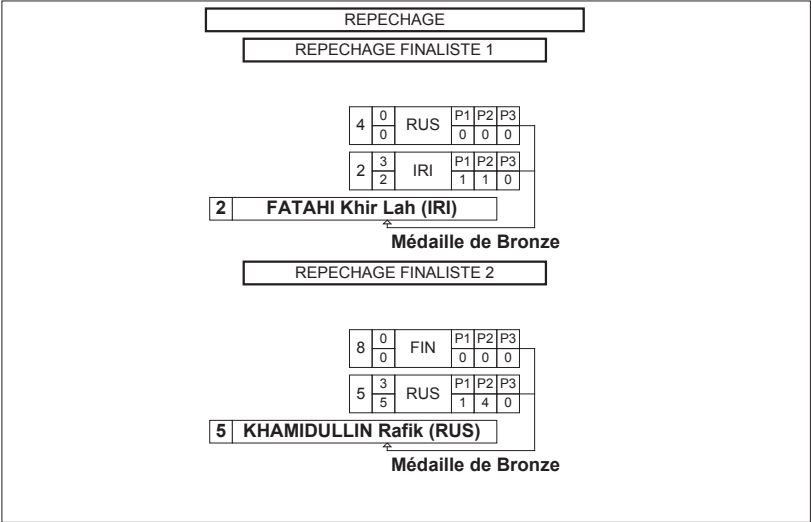 REPECHAGE
REPECHAGE FINALISTE 1
4 0 RUS P1 P2 P3
0 0 0 0
2 3 IRI P1 P2 P3
2 1 1 0
2 FATAHI Khir Lah (IRI)
Médaille de Bronze
REPECHAGE FINALISTE 2
8 0 FIN P1 P2 P3
0 0 0 0
5 3 RUS P1 P2 P3
5 1 4 0
5 KHAMIDULLIN Rafik (RUS)
Médaille de Bronze